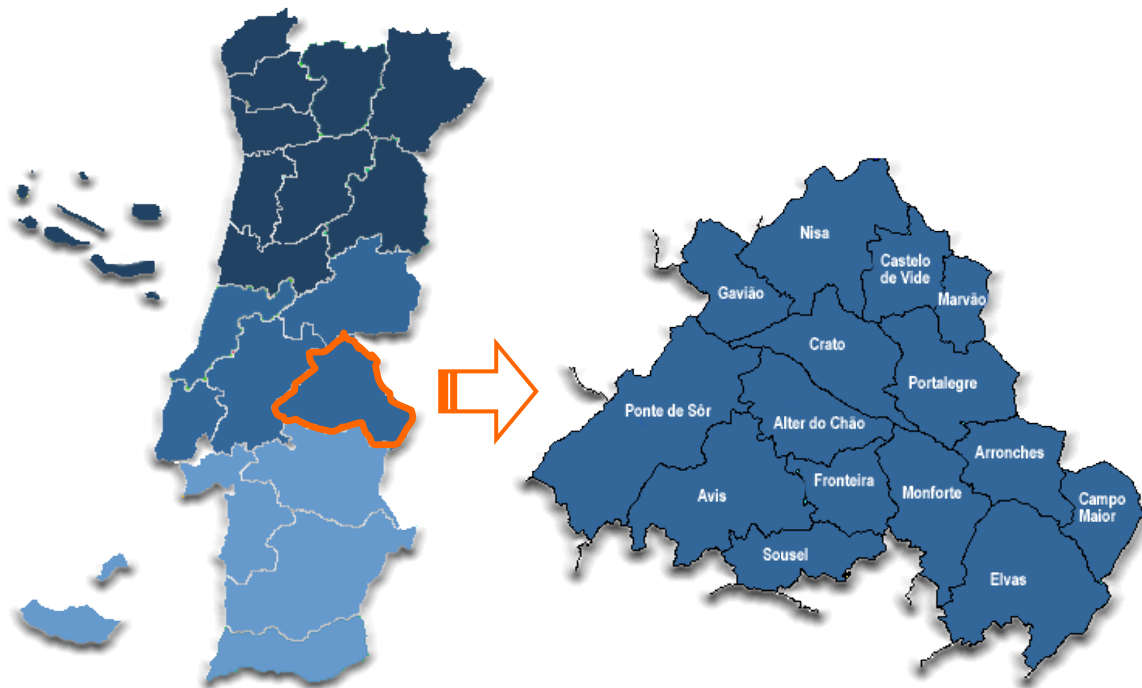 Nisa
Castelo
de Vide
Gavião
Marvão
Crato
Portalegre
Ponte de Sôr
Alter do Chão
Arronches
Fronteira
Avis
Monforte
Campo
Maior
Sousel
Elvas